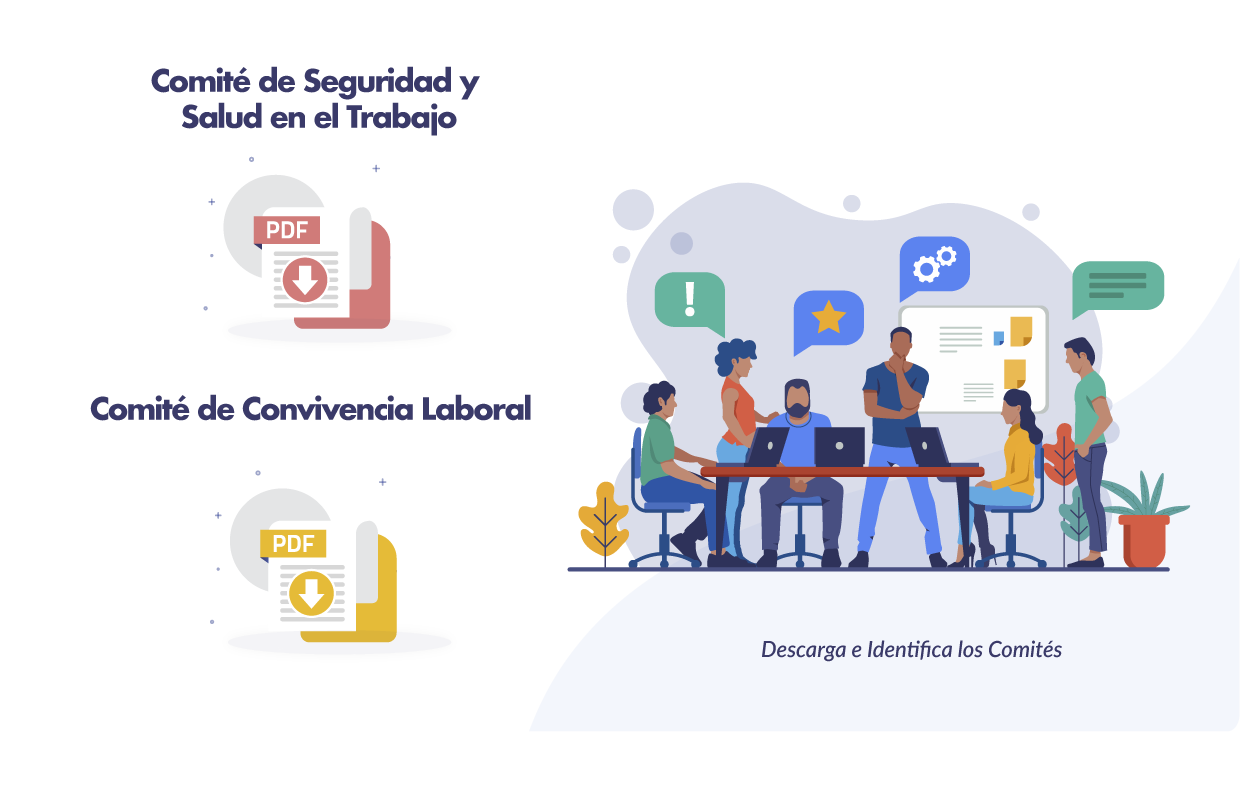 Comité de Seguridad y
Salud en el Trabajo
PDF
Comité de Convivencia Laboral
PDF
!
Descarga e Identifica los Comités